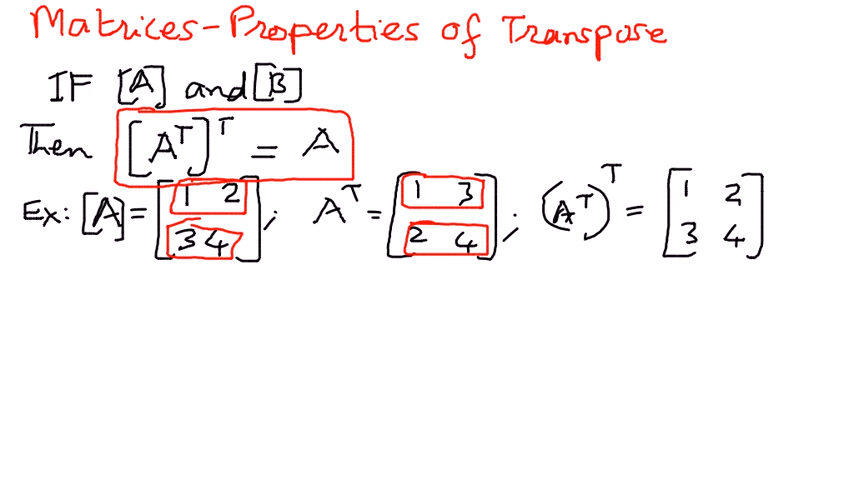 Matrices - Properties of Transpose
IF [A] and [B]
Then [A^T]^T = A
Ex: [A] = [1 2; 3 4]; A^T = [1 3; 2 4]; (A^T)^T = [1 2; 3 4]